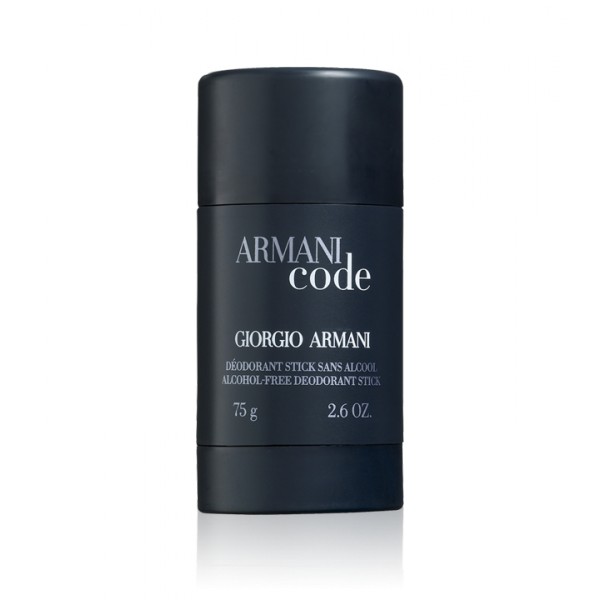 ARMANI
code
GIORGIO ARMANI
DÉODORANT STICK SANS ALCOOL
ALCOHOL-FREE DEODORANT STICK
75 g 2.6 OZ.